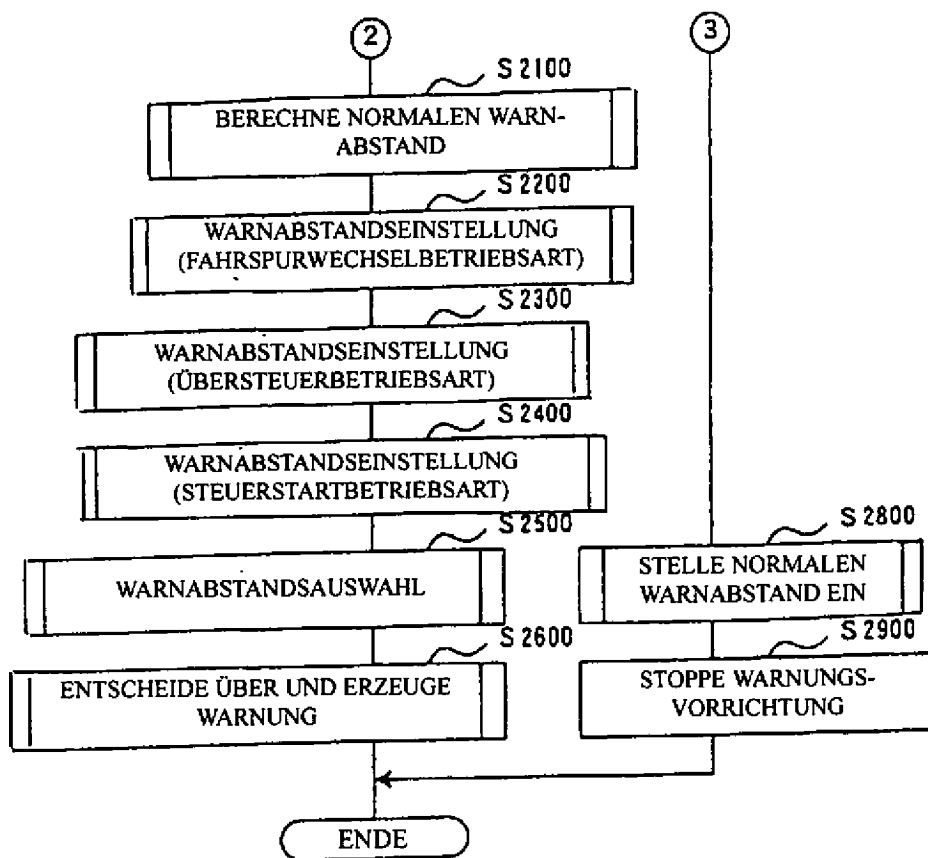 2
3
S 2100
BERECHNE NORMALEN WARN-
ABSTAND
S 2200
WARNABSTANDSEINSTELLUNG
(FAHRSPURWECHSELBETRIEBSART)
S 2300
WARNABSTANDSEINSTELLUNG
(ÜBERSTEUERBETRIEBSART)
S 2400
WARNABSTANDSEINSTELLUNG
(STEUERSTARTBETRIEBSART)
S 2500
WARNABSTANDSAUSWAHL
S 2600
ENTSCHEIDE ÜBER UND ERZEUGE
WARNUNG
S 2800
STELLE NORMALEN
WARNABSTAND EIN
S 2900
STOPPE WARNUNGS-
VORRICHTUNG
ENDE